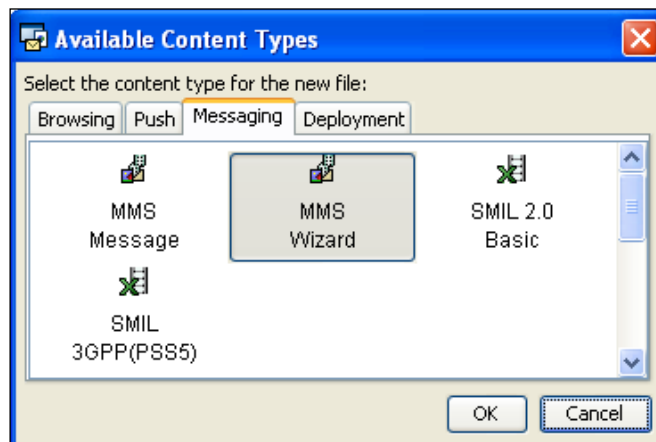 Available Content Types
Select the content type for the new file:
Browsing Push Messaging Deployment
MMS Message
MMS Wizard
SMIL 2.0 Basic
SMIL 3GPP(PSS5)
OK Cancel